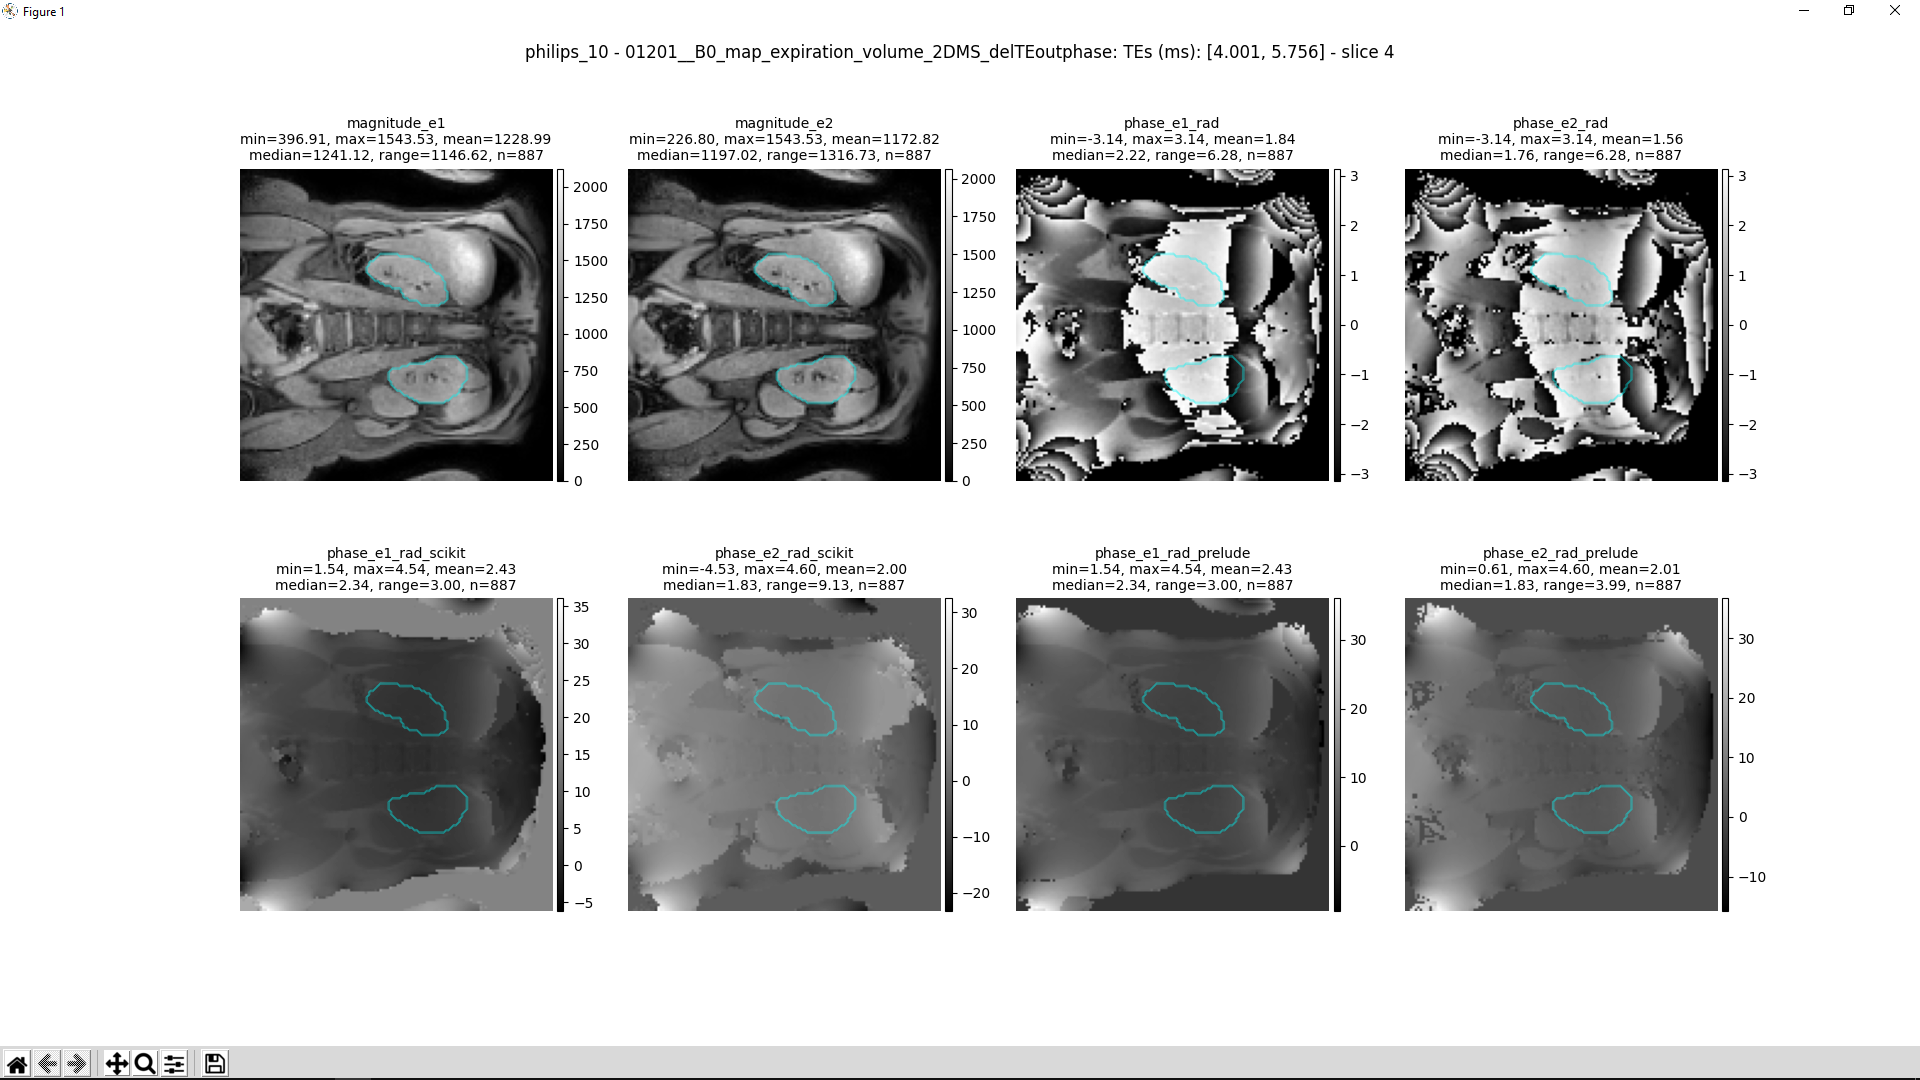 Figure 1
philips_10 - 01201__B0_map_expiration_volume_2DMS_delTEoutphase: TEs (ms): [4.001, 5.756] - slice 4
magnitude_e1
min=396.91, max=1543.53, mean=1228.99
median=1241.12, range=1146.62, n=887
2000
1750
1500
1250
1000
750
500
250
0
magnitude_e2
min=226.80, max=1543.53, mean=1172.82
median=1197.02, range=1316.73, n=887
2000
1750
1500
1250
1000
750
500
250
0
phase_e1_rad
min=-3.14, max=3.14, mean=1.84
median=2.22, range=6.28, n=887
3
2
1
0
−1
−2
−3
phase_e2_rad
min=-3.14, max=3.14, mean=1.56
median=1.76, range=6.28, n=887
3
2
1
0
−1
−2
−3
phase_e1_rad_scikit
min=1.54, max=4.54, mean=2.43
median=2.34, range=3.00, n=887
35
30
25
20
15
10
5
0
−5
phase_e2_rad_scikit
min=-4.53, max=4.60, mean=2.00
median=1.83, range=9.13, n=887
30
20
10
0
−10
−20
phase_e1_rad_prelude
min=1.54, max=4.54, mean=2.43
median=2.34, range=3.00, n=887
30
20
10
0
phase_e2_rad_prelude
min=0.61, max=4.60, mean=2.01
median=1.83, range=3.99, n=887
30
20
10
0
−10